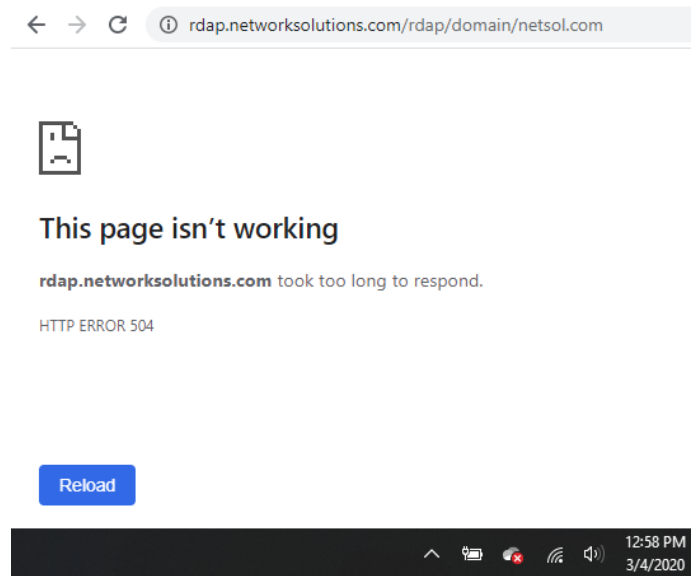 rdap.networksolutions.com/rdap/domain/netsol.com
This page isn’t working
rdap.networksolutions.com took too long to respond.
HTTP ERROR 504
Reload
12:58 PM
3/4/2020